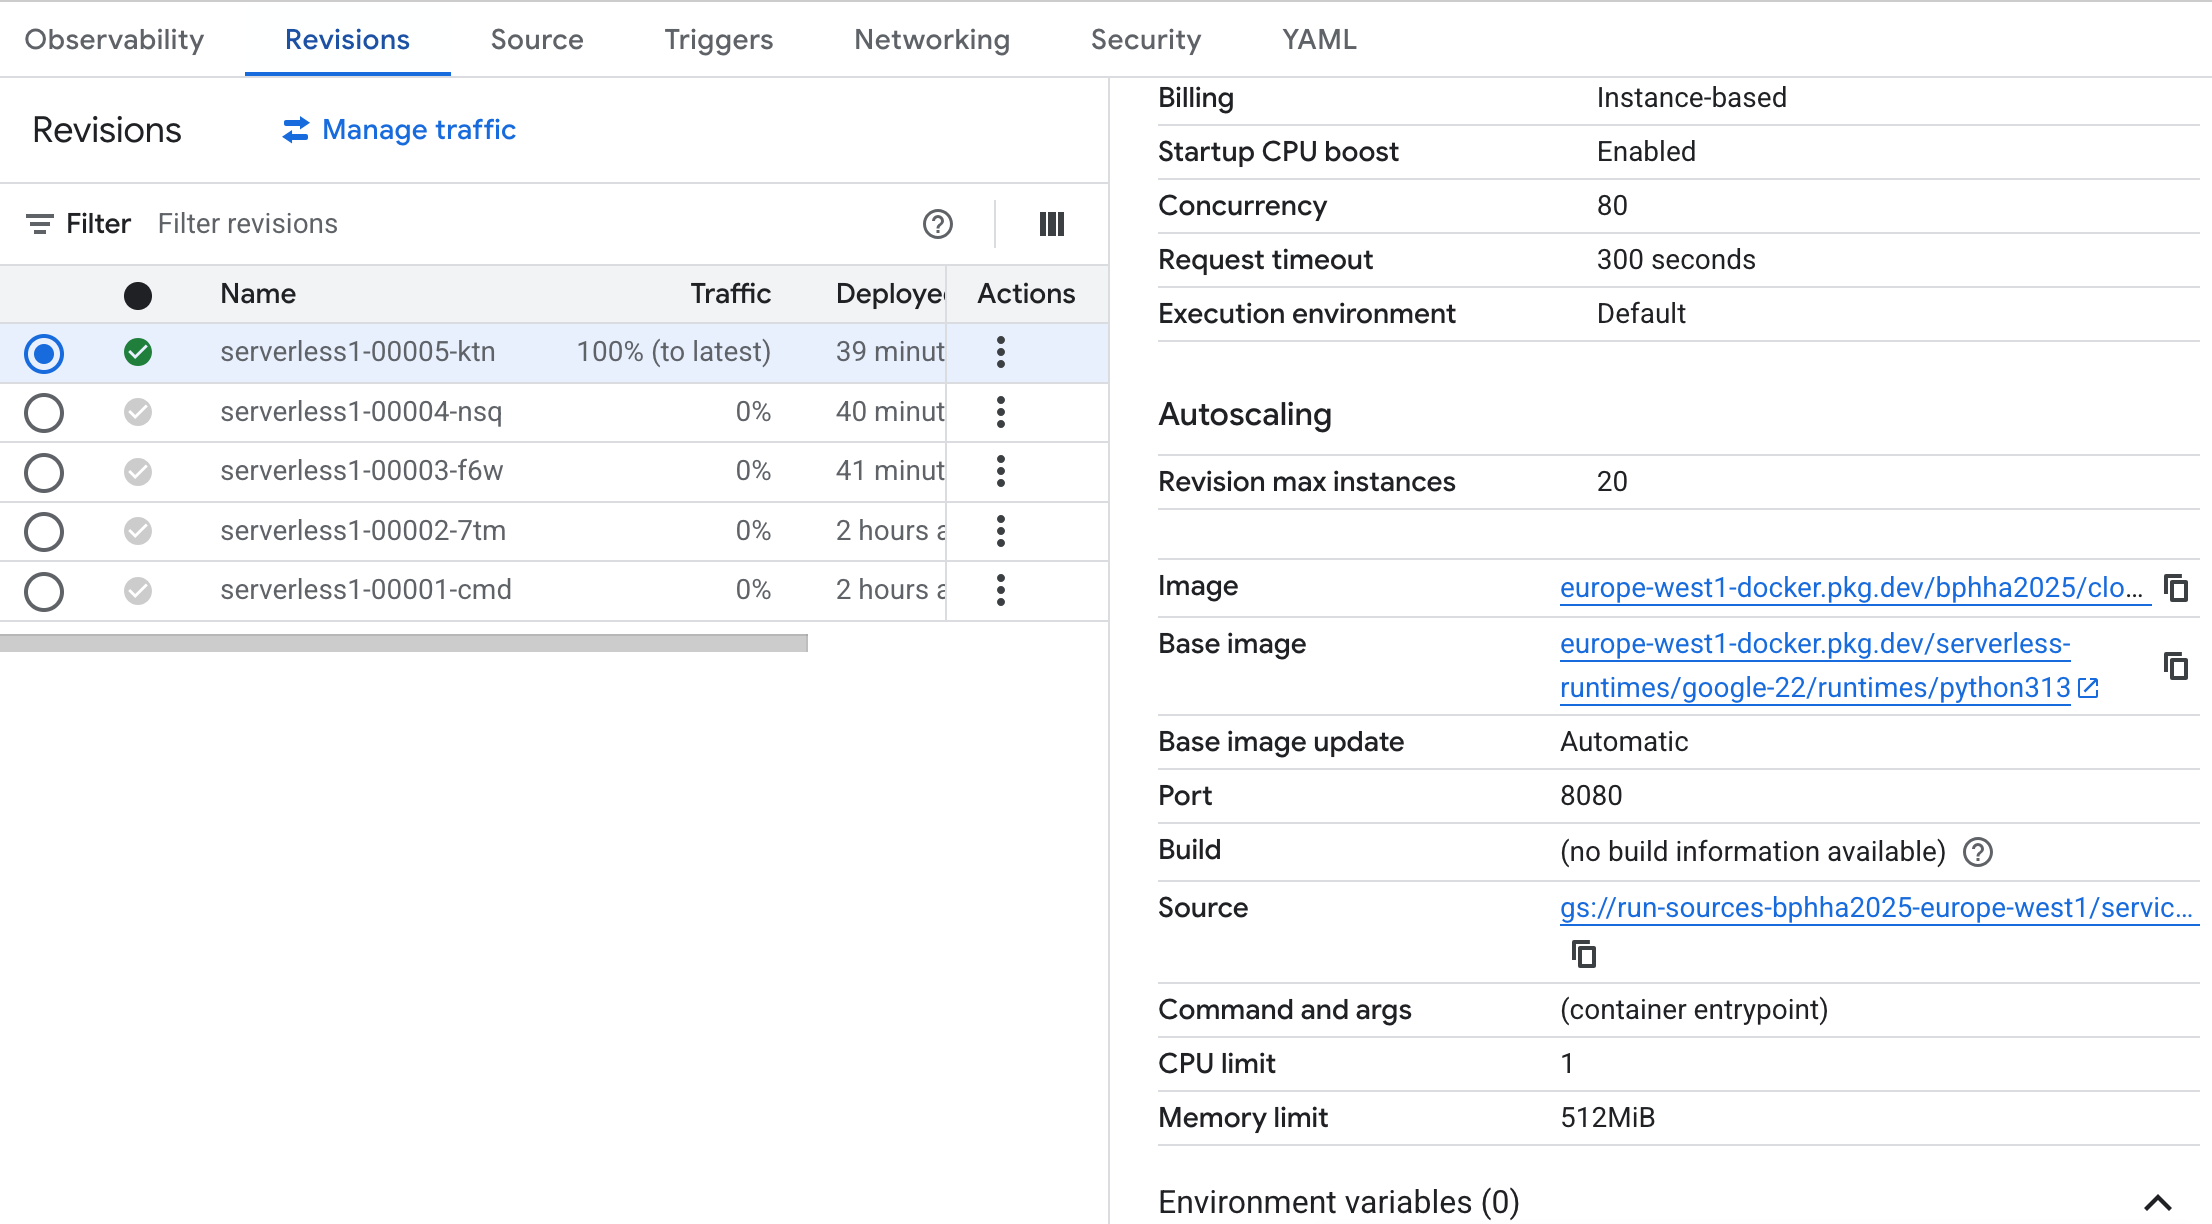 Observability Revisions Source Triggers Networking Security YAML
Revisions Manage traffic
Filter Filter revisions
Name Traffic Deployed Actions
serverless1-00005-ktn 100% (to latest) 39 minut
serverless1-00004-nsq 0% 40 minut
serverless1-00003-f6w 0% 41 minut
serverless1-00002-7tm 0% 2 hours a
serverless1-00001-cmd 0% 2 hours a
Billing Instance-based
Startup CPU boost Enabled
Concurrency 80
Request timeout 300 seconds
Execution environment Default
Autoscaling
Revision max instances 20
Image europe-west1-docker.pkg.dev/bphha2025/clo...
Base image europe-west1-docker.pkg.dev/serverless-
runtimes/google-22/runtimes/python313
Base image update Automatic
Port 8080
Build (no build information available)
Source gs://run-sources-bphha2025-europe-west1/servic...
Command and args (container entrypoint)
CPU limit 1
Memory limit 512MiB
Environment variables (0)